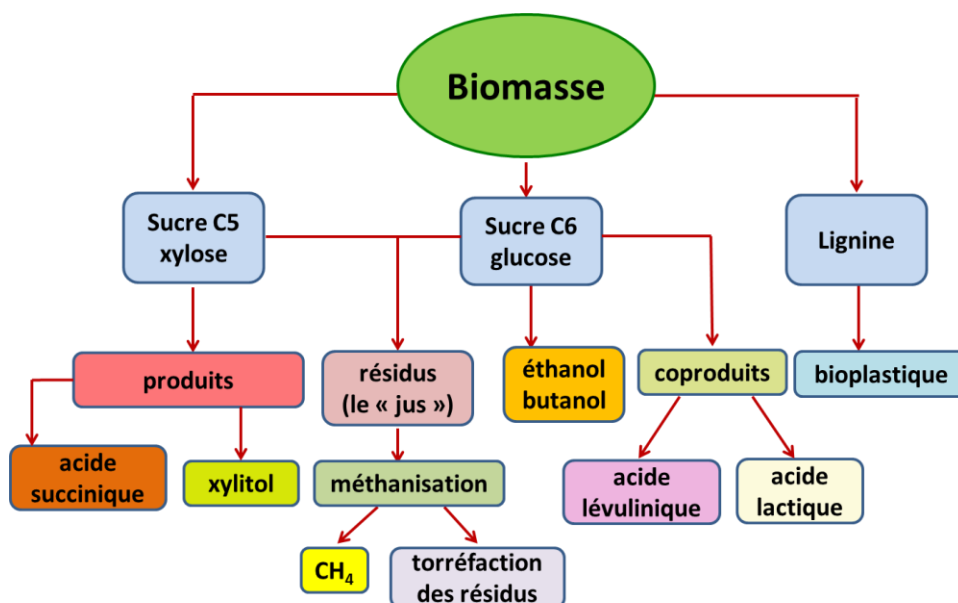 Biomasse
Sucre C5
xylose
Sucre C6
glucose
Lignine
produits
résidus
(le « jus »)
éthanol
butanol
coproduits
bioplastique
acide
succinique
xylitol
méthanisation
acide
lévulinique
acide
lactique
CH₄
torréfaction
des résidus